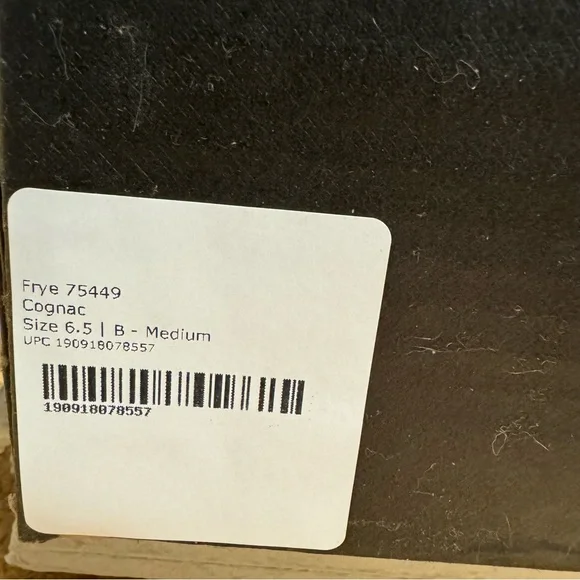 Frye 75449
Cognac
Size 6.5 | B - Medium
UPC 190918078557
190918078557